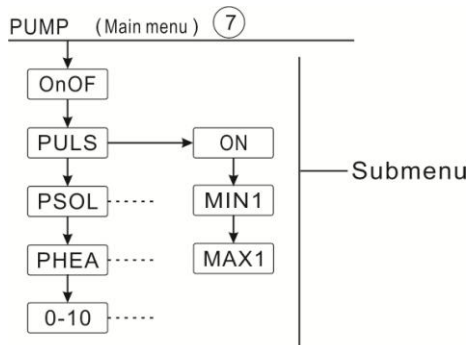 PUMP (Main menu) 7
OnOF
PULS ON
Submenu
PSOL MIN1
PHEA MAX1
0-10